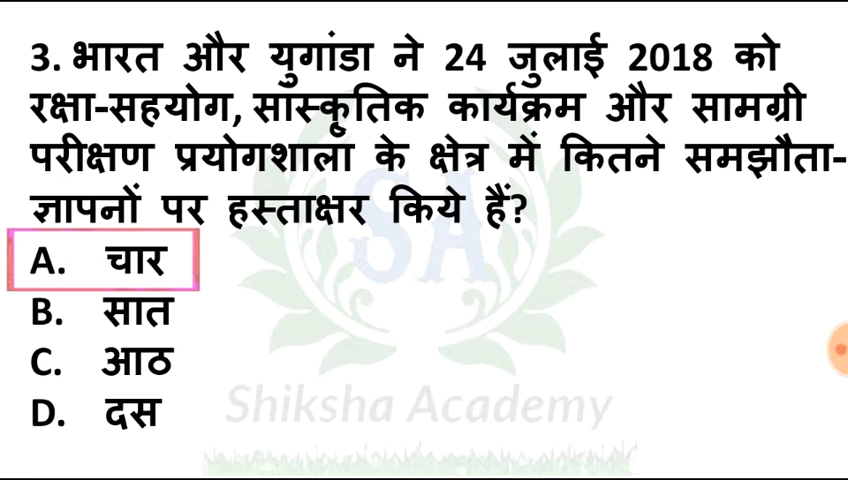 3. भारत और युगांडा ने 24 जुलाई 2018 को
रक्षा-सहयोग, सांस्कृतिक कार्यक्रम और सामग्री
परीक्षण प्रयोगशाला के क्षेत्र में कितने समझौता-
ज्ञापनों पर हस्ताक्षर किये हैं?
A. चार
B. सात
C. आठ
D. दस
SA
Shiksha Academy